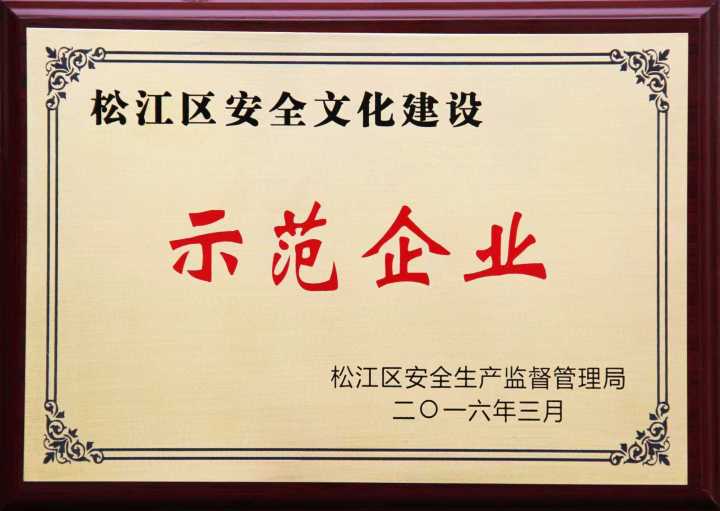 松江区安全文化建设
示范企业
松江区安全生产监督管理局
二〇一六年三月